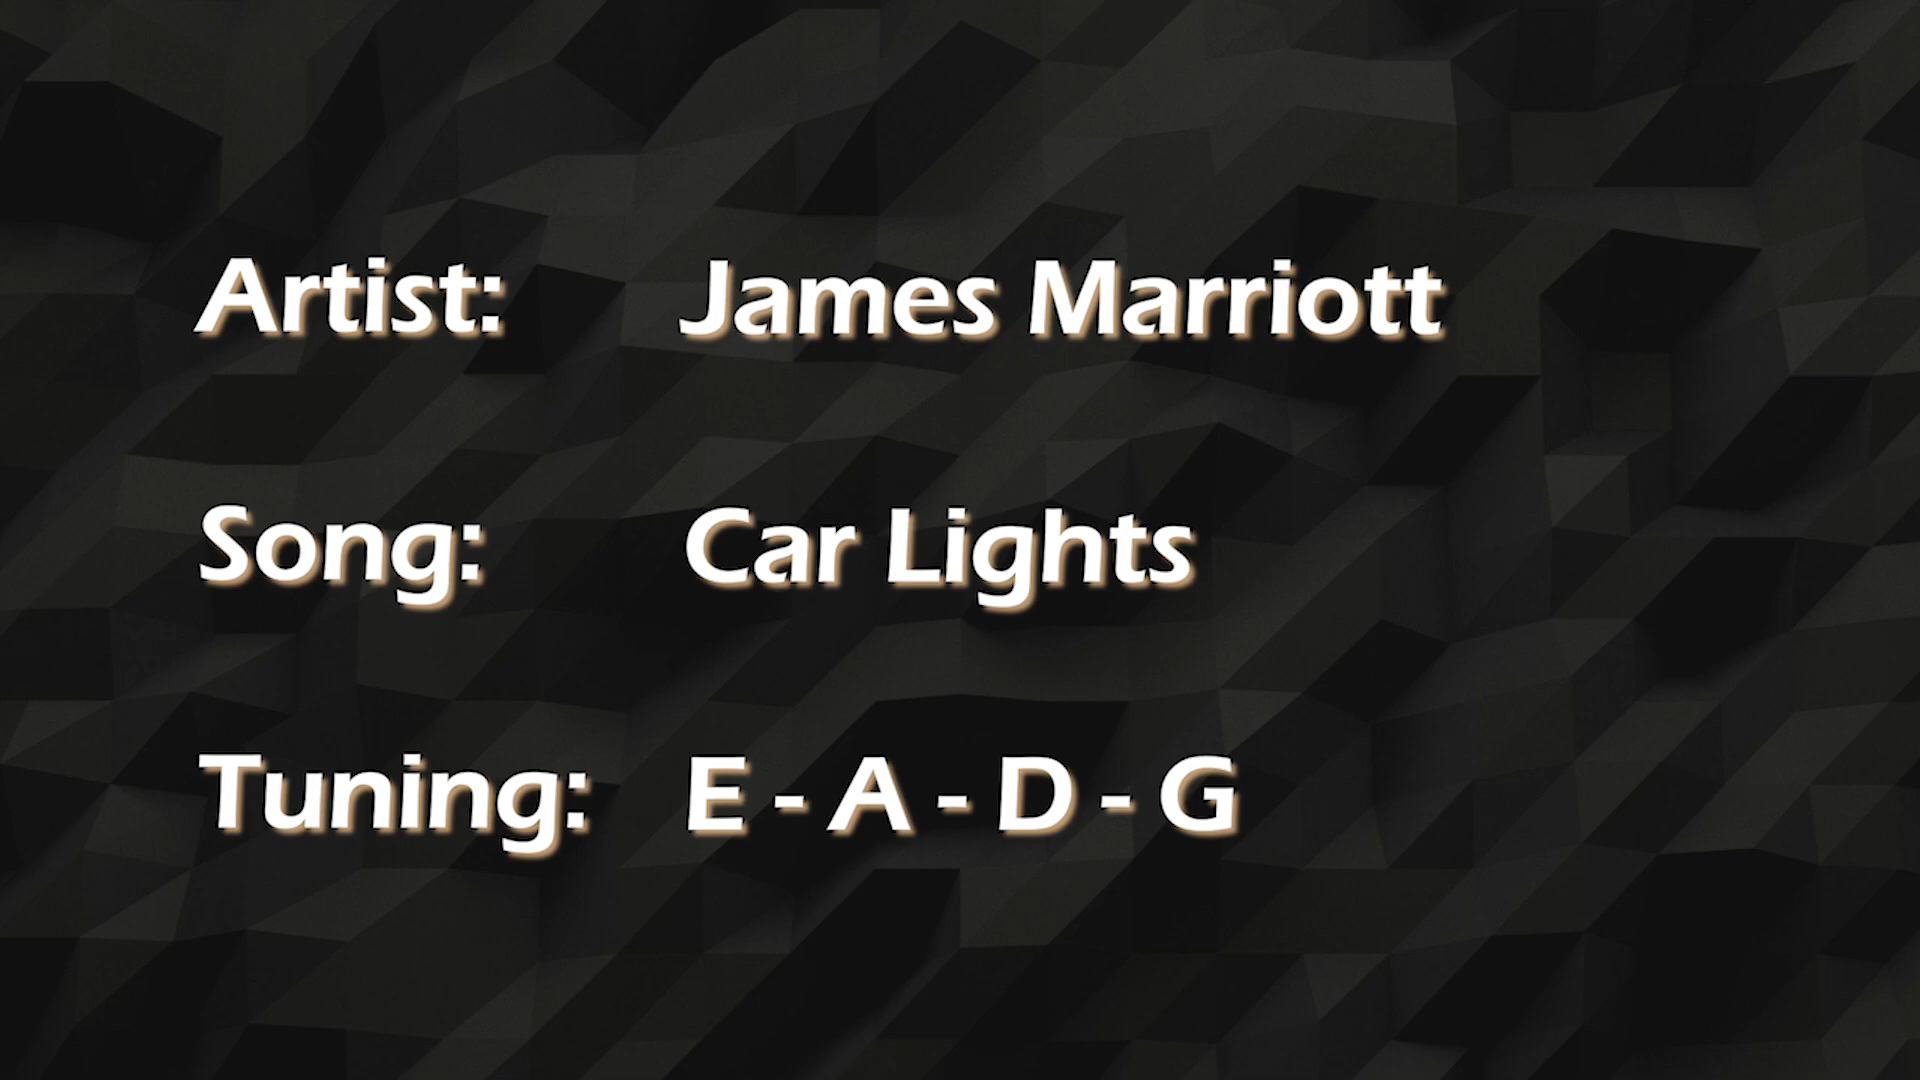 Artist: James Marriott
Song: Car Lights
Tuning: E - A - D - G